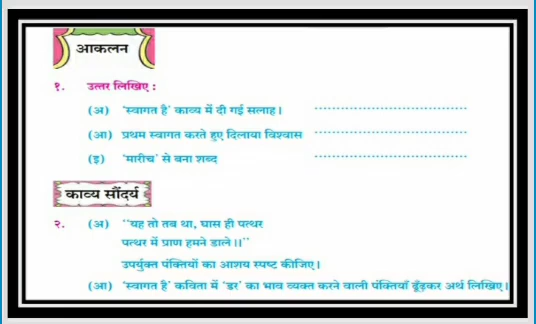 आकलन
१. उत्तर लिखिए :
(अ) 'स्वागत है' काव्य में दी गई सलाह। ....................................
(आ) प्रथम स्वागत करते हुए दिलाया विश्वास ....................................
(इ) 'मारीच' से बना शब्द ....................................
काव्य सौंदर्य
२. (अ) "यह तो तब था, घास ही पत्थर
पत्थर में प्राण हमने डाले।।"
उपर्युक्त पंक्तियों का आशय स्पष्ट कीजिए।
(आ) 'स्वागत है' कविता में 'डर' का भाव व्यक्त करने वाली पंक्तियाँ ढूँढ़कर अर्थ लिखिए।